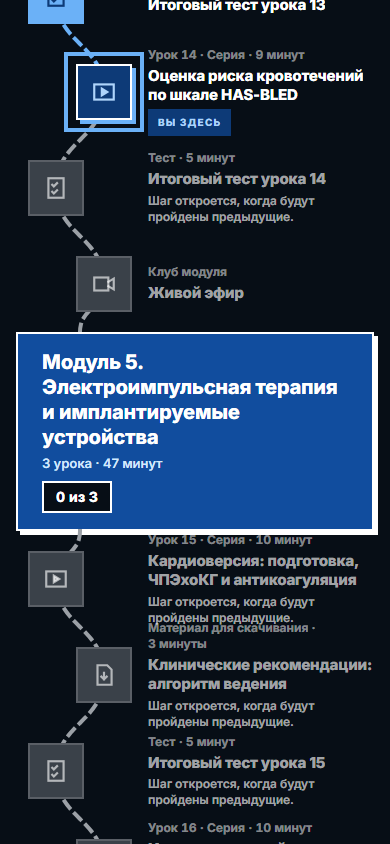 Итоговый тест урока 13
Урок 14 · Серия · 9 минут
Оценка риска кровотечений
по шкале HAS-BLED
ВЫ ЗДЕСЬ
Тест · 5 минут
Итоговый тест урока 14
Шаг откроется, когда будут
пройдены предыдущие.
Клуб модуля
Живой эфир
Модуль 5.
Электроимпульсная терапия
и имплантируемые
устройства
3 урока · 47 минут
0 из 3
Урок 15 · Серия · 10 минут
Кардиоверсия: подготовка,
ЧПЭхоКГ и антикоагуляция
Шаг откроется, когда будут
пройдены предыдущие.
Материал для скачивания ·
3 минуты
Клинические рекомендации:
алгоритм ведения
Шаг откроется, когда будут
пройдены предыдущие.
Тест · 5 минут
Итоговый тест урока 15
Шаг откроется, когда будут
пройдены предыдущие.
Урок 16 · Серия · 10 минут